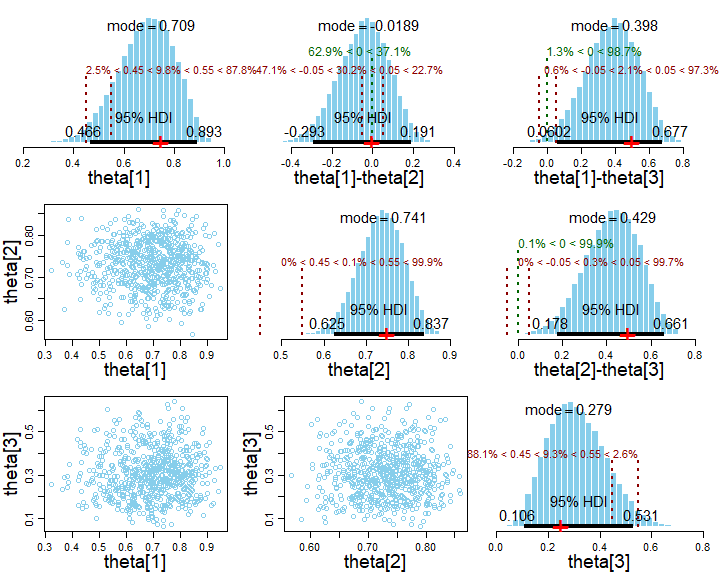 mode = 0.709
2.5% < 0.45 < 9.8% < 0.55 < 87.8%
95% HDI
0.466 0.893
0.2 0.4 0.6 0.8 1.0
theta[1]
mode = -0.0189
62.9% < 0 < 37.1%
47.1% < -0.05 < 30.2% < 0.05 < 22.7%
95% HDI
-0.293 0.191
-0.4 -0.2 0.0 0.2 0.4
theta[1]-theta[2]
mode = 0.398
1.3% < 0 < 98.7%
0.6% < -0.05 < 2.1% < 0.05 < 97.3%
95% HDI
0.0602 0.677
-0.2 0.0 0.2 0.4 0.6 0.8
theta[1]-theta[3]
theta[2]
0.60 0.70 0.80
0.3 0.4 0.5 0.6 0.7 0.8 0.9
theta[1]
mode = 0.741
0% < 0.45 < 0.1% < 0.55 < 99.9%
95% HDI
0.625 0.837
0.5 0.6 0.7 0.8 0.9
theta[2]
mode = 0.429
0.1% < 0 < 99.9%
0% < -0.05 < 0.3% < 0.05 < 99.7%
95% HDI
0.178 0.661
0.0 0.2 0.4 0.6 0.8
theta[2]-theta[3]
theta[3]
0.1 0.3 0.5
0.3 0.4 0.5 0.6 0.7 0.8 0.9
theta[1]
theta[3]
0.1 0.3 0.5
0.60 0.70 0.80
theta[2]
mode = 0.279
88.1% < 0.45 < 9.3% < 0.55 < 2.6%
95% HDI
0.106 0.531
0.0 0.2 0.4 0.6 0.8
theta[3]